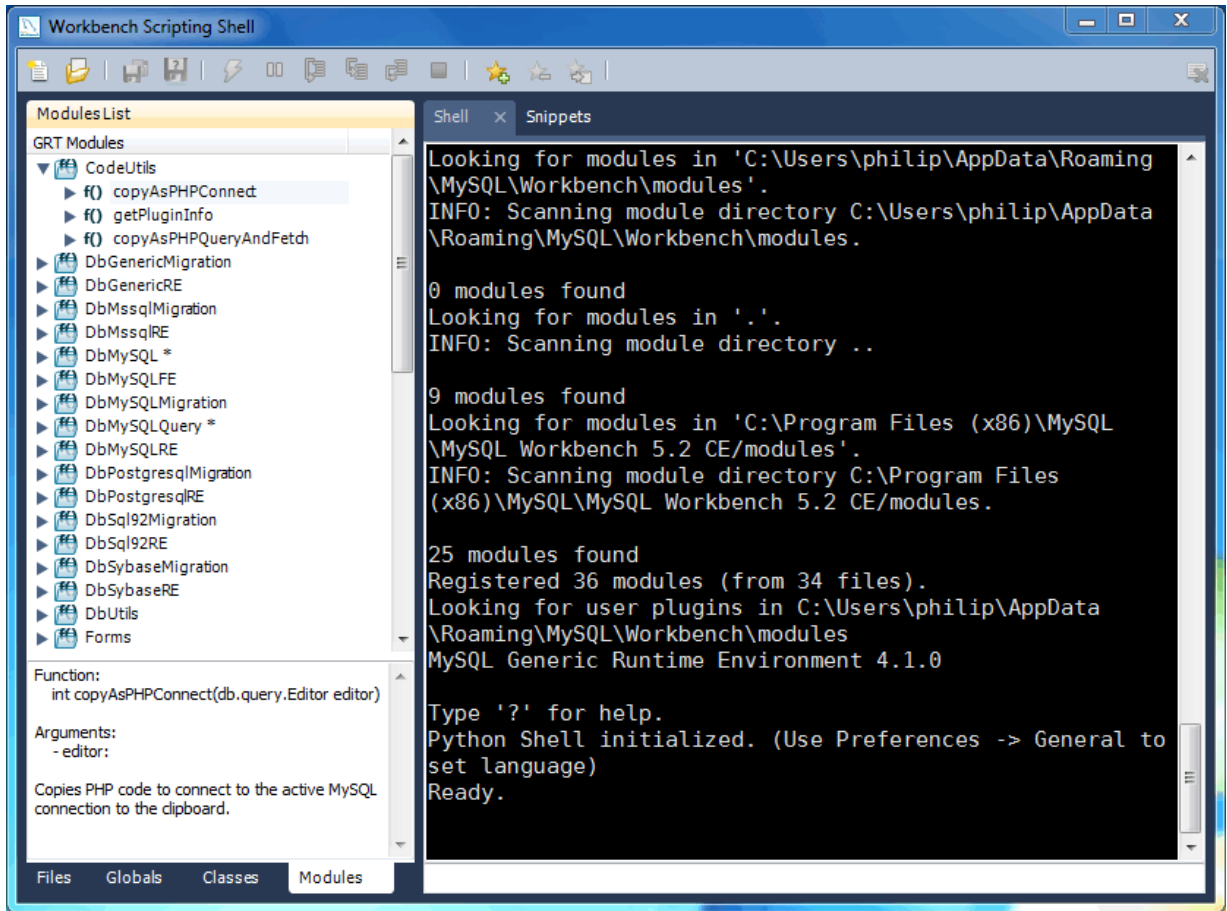 Workbench Scripting Shell
Modules List
GRT Modules
CodeUtils
f() copyAsPHPConnect
f() getPluginInfo
f() copyAsPHPQueryAndFetch
DbGenericMigration
DbGenericRE
DbMssqlMigration
DbMssqlRE
DbMySQL *
DbMySQLFE
DbMySQLMigration
DbMySQLQuery *
DbMySQLRE
DbPostgresqlMigration
DbPostgresqlRE
DbSql92Migration
DbSql92RE
DbSybaseMigration
DbSybaseRE
DbUtils
Forms
Function:
int copyAsPHPConnect(db.query.Editor editor)
Arguments:
- editor:
Copies PHP code to connect to the active MySQL
connection to the clipboard.
Files Globals Classes Modules
Shell Snippets
Looking for modules in 'C:\Users\philip\AppData\Roaming
\MySQL\Workbench\modules'.
INFO: Scanning module directory C:\Users\philip\AppData
\Roaming\MySQL\Workbench\modules.
0 modules found
Looking for modules in '.'.
INFO: Scanning module directory ..
9 modules found
Looking for modules in 'C:\Program Files (x86)\MySQL
\MySQL Workbench 5.2 CE/modules'.
INFO: Scanning module directory C:\Program Files
(x86)\MySQL\MySQL Workbench 5.2 CE/modules.
25 modules found
Registered 36 modules (from 34 files).
Looking for user plugins in C:\Users\philip\AppData
\Roaming\MySQL\Workbench\modules
MySQL Generic Runtime Environment 4.1.0
Type '?' for help.
Python Shell initialized. (Use Preferences -> General to
set language)
Ready.